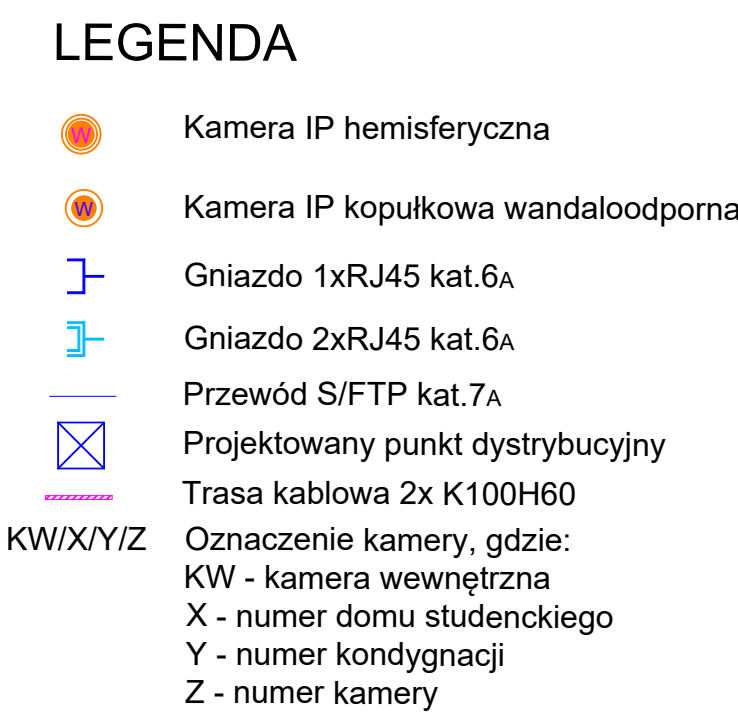 LEGENDA
W Kamera IP hemisferyczna
W Kamera IP kopułkowa wandaloodporna
Gniazdo 1xRJ45 kat.6A
Gniazdo 2xRJ45 kat.6A
Przewód S/FTP kat.7A
Projektowany punkt dystrybucyjny
Trasa kablowa 2x K100H60
KW/X/Y/Z Oznaczenie kamery, gdzie:
KW - kamera wewnętrzna
X - numer domu studenckiego
Y - numer kondygnacji
Z - numer kamery